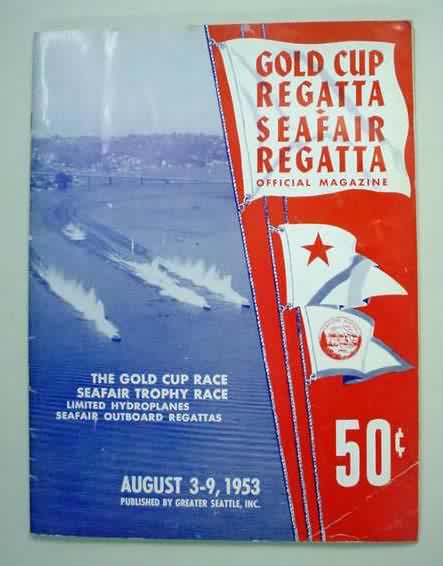 GOLD CUP
REGATTA
SEAFAIR
REGATTA
OFFICIAL MAGAZINE
THE GOLD CUP RACE
SEAFAIR TROPHY RACE
LIMITED HYDROPLANES
SEAFAIR OUTBOARD REGATTAS
50¢
AUGUST 3-9, 1953
PUBLISHED BY GREATER SEATTLE, INC.